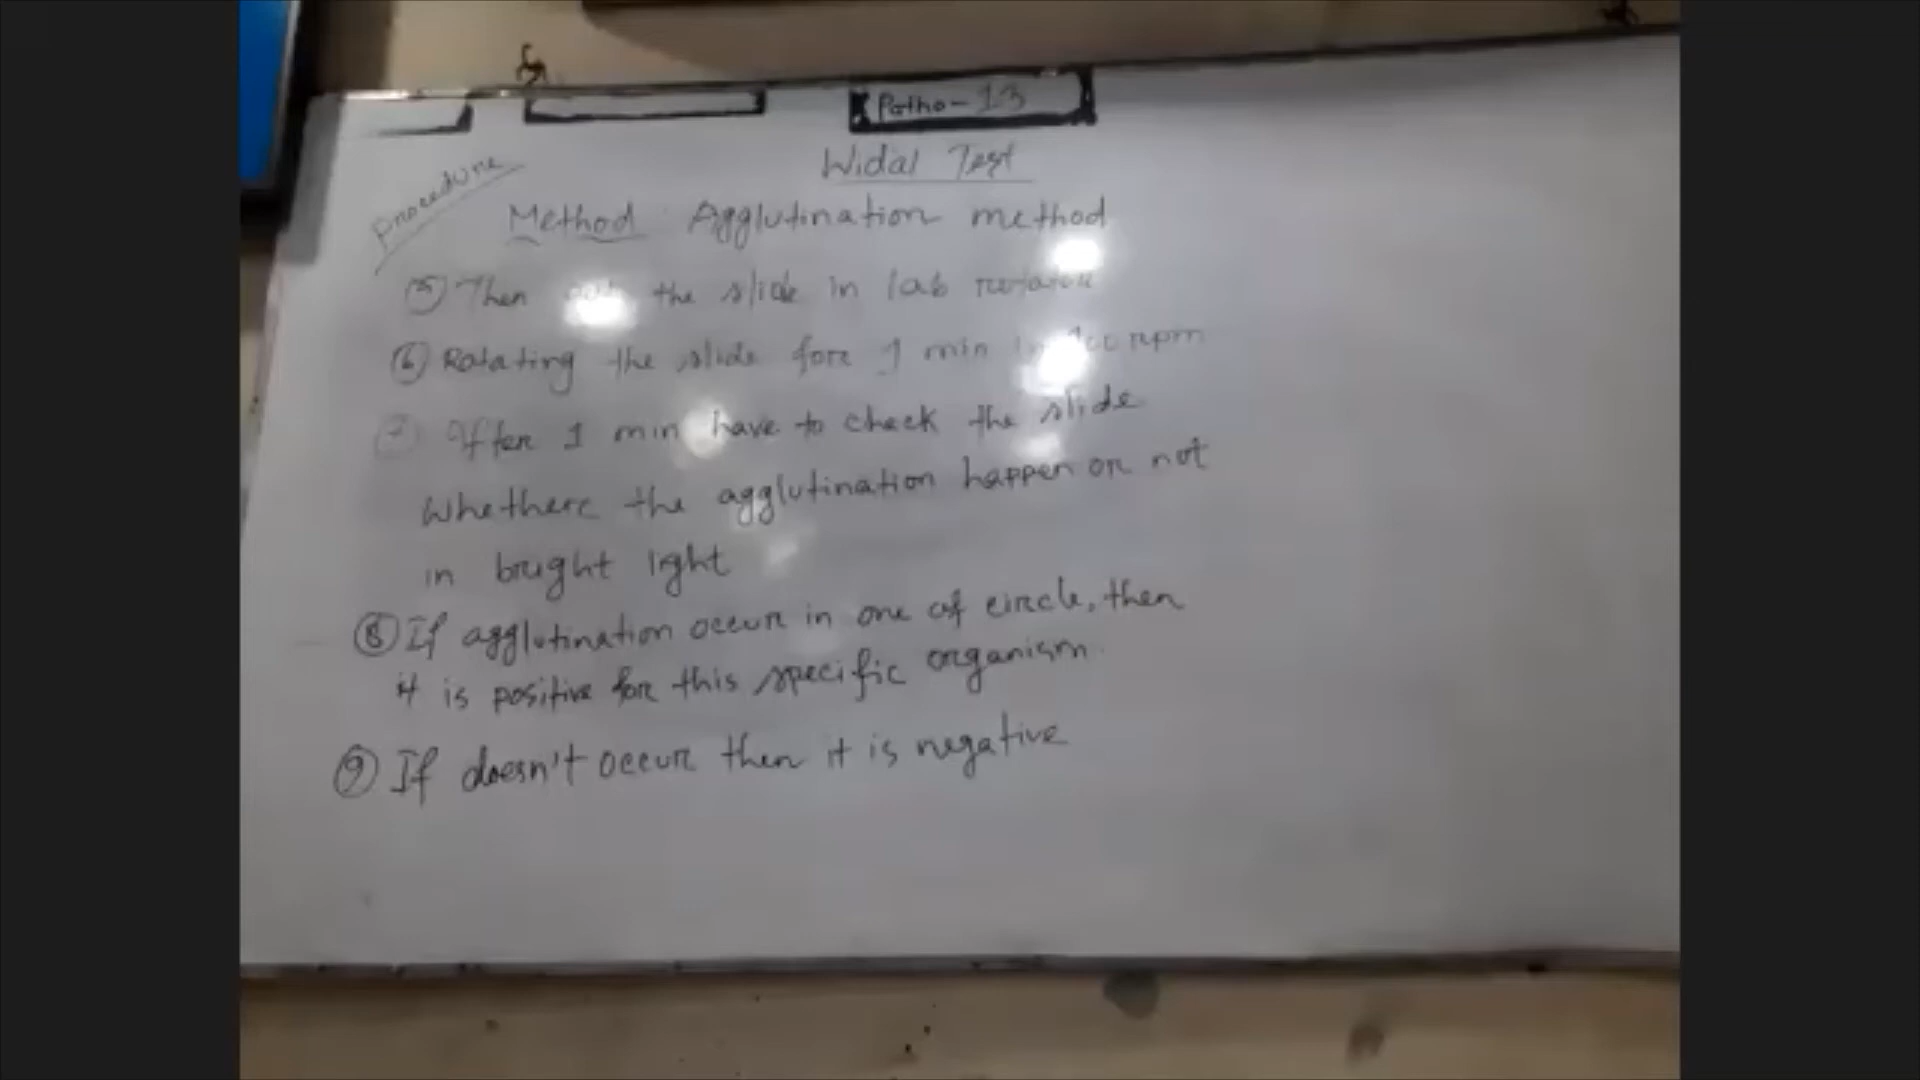 Patho-13
Widal Test
Procedure
Method Agglutination method
⑤ Then the slide in lab rotator
⑥ Rotating the slide for 1 min rpm
After 1 min have to check the slide
Whethere the agglutination happen or not
in bright light
⑧ If agglutination occur in one of circle, then
it is positive for this specific organism.
⑨ If doesn't occur then it is negative